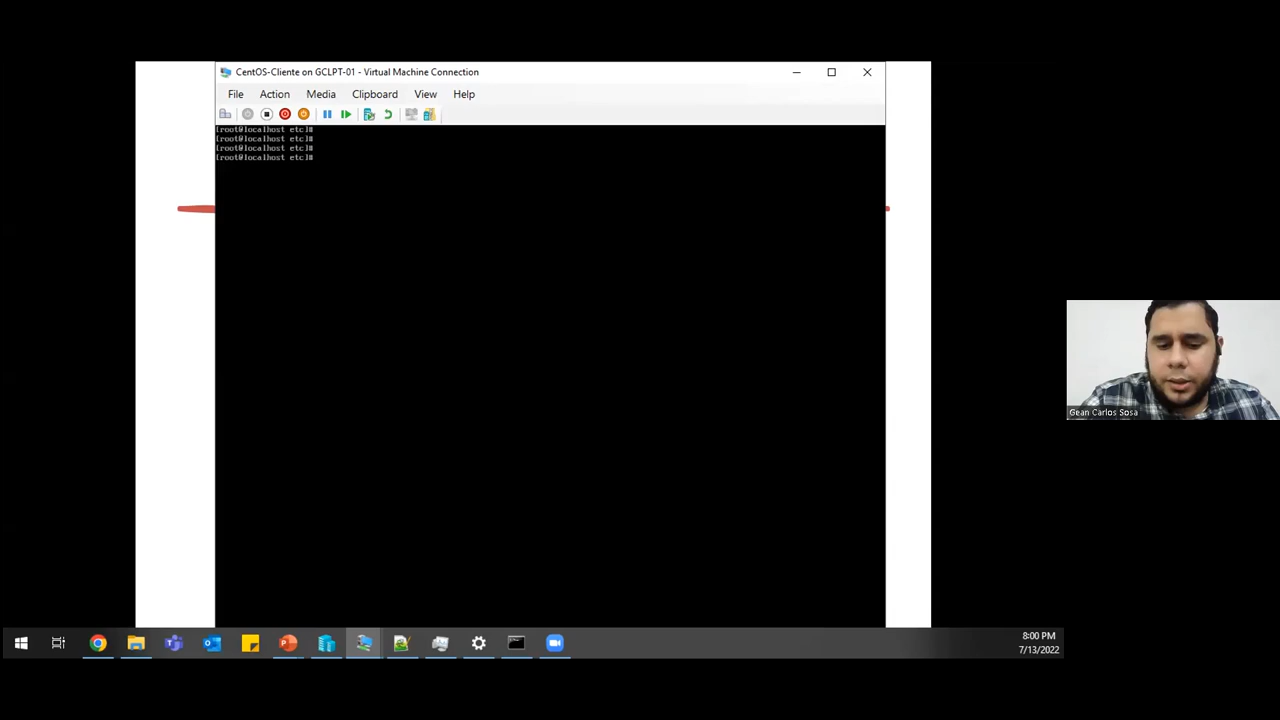 CentOS-Cliente on GCLPT-01 - Virtual Machine Connection
File Action Media Clipboard View Help
[root@localhost etc]#
[root@localhost etc]#
[root@localhost etc]#
[root@localhost etc]#
Gean Carlos Sosa
8:00 PM
7/13/2022